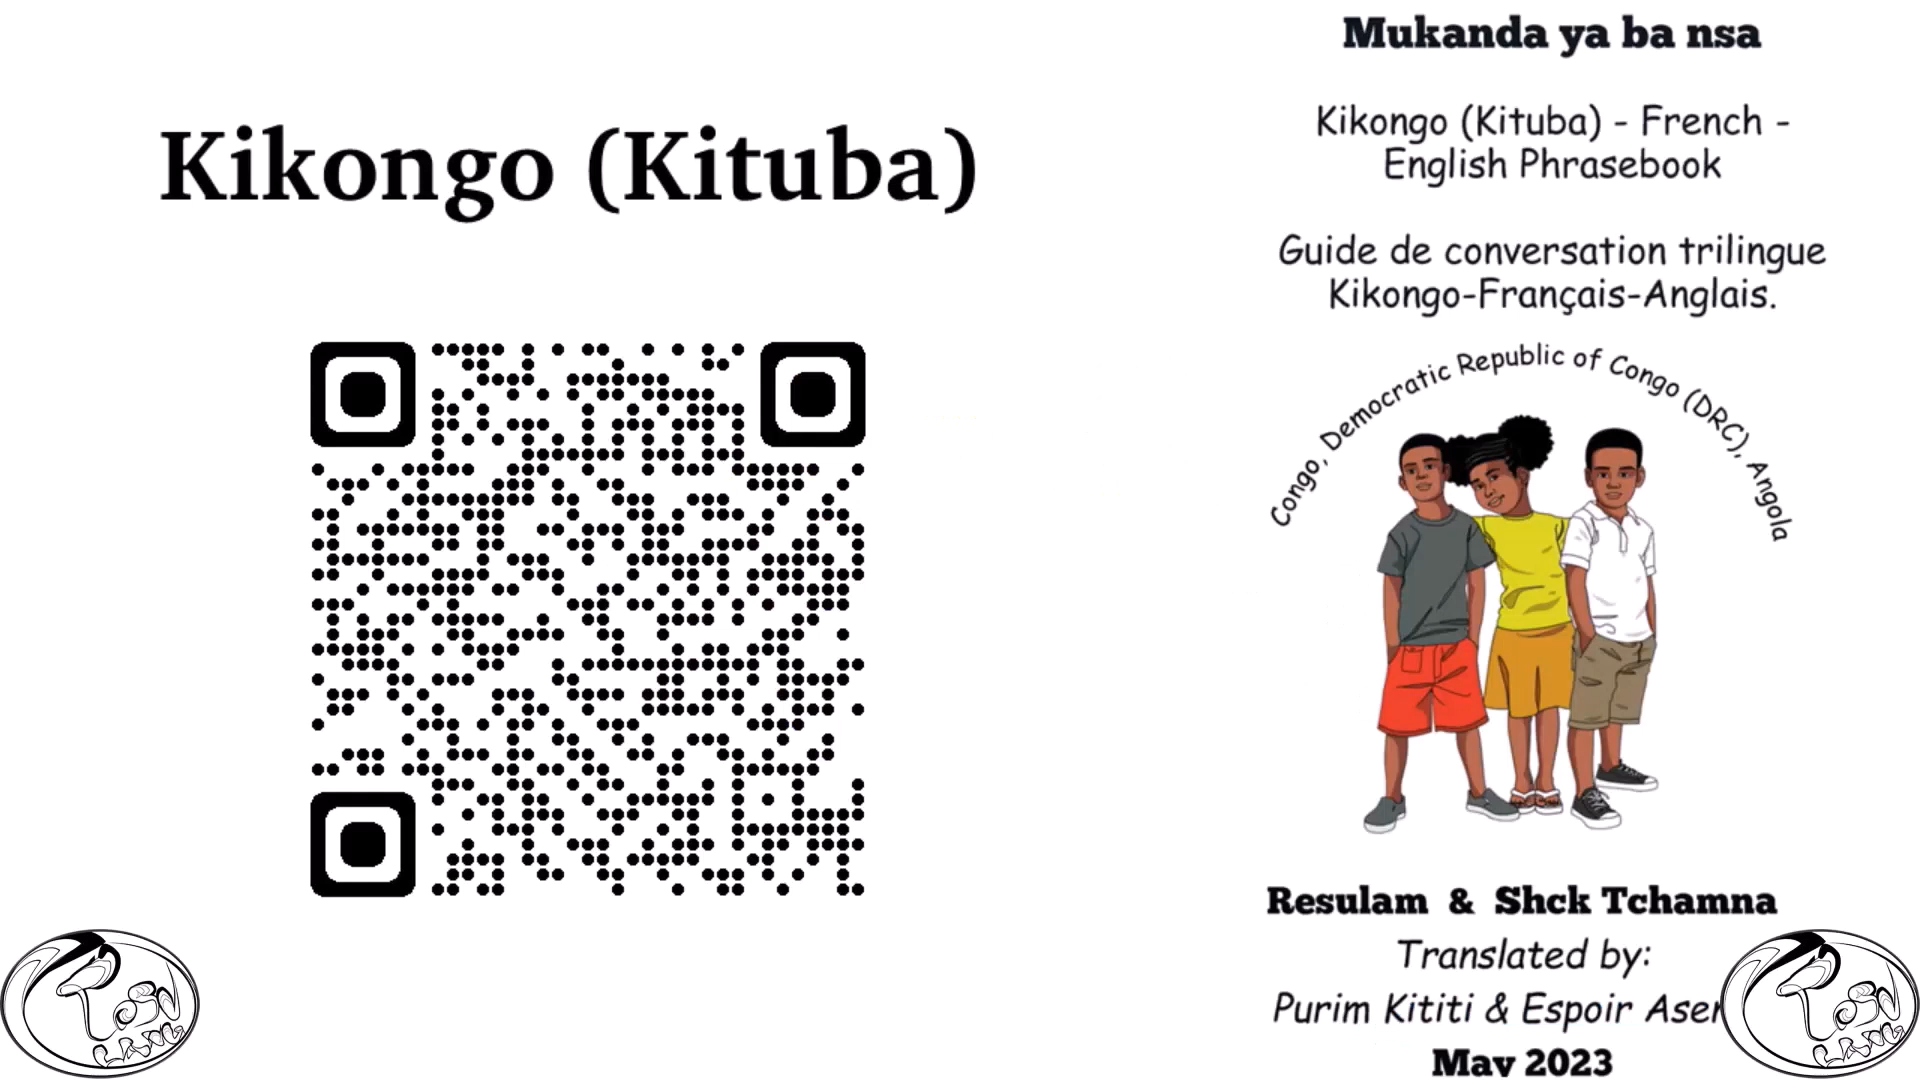 Kikongo (Kituba)
Mukanda ya ba nsa
Kikongo (Kituba) - French -
English Phrasebook
Guide de conversation trilingue
Kikongo-Français-Anglais.
Congo, Democratic Republic of Congo (DRC), Angola
Resulam & Shck Tchamna
Translated by:
Purim Kititi & Espoir
May 2023